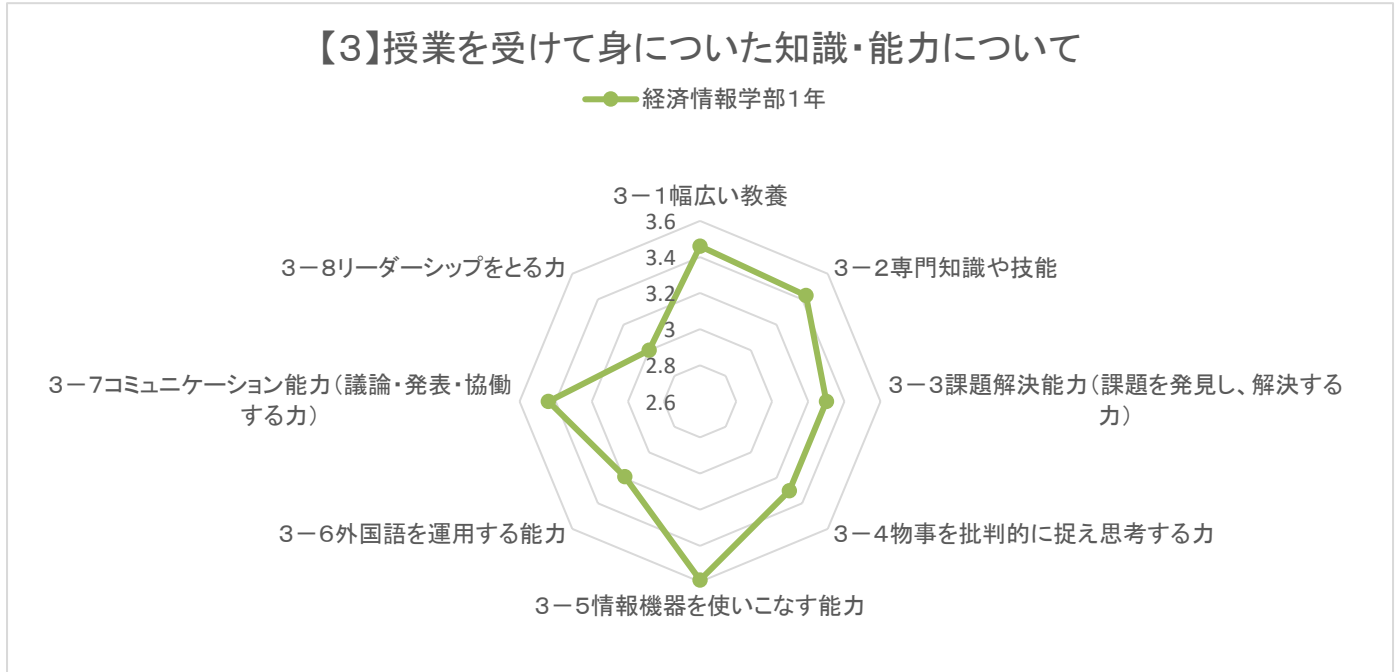 【３】授業を受けて身についた知識・能力について
経済情報学部１年
３－１幅広い教養
3.6
3.4
3.2
3
2.8
2.6
３－２専門知識や技能
３－３課題解決能力（課題を発見し、解決する
力）
３－４物事を批判的に捉え思考する力
３－５情報機器を使いこなす能力
３－６外国語を運用する能力
３－７コミュニケーション能力（議論・発表・協働
する力）
３－８リーダーシップをとる力